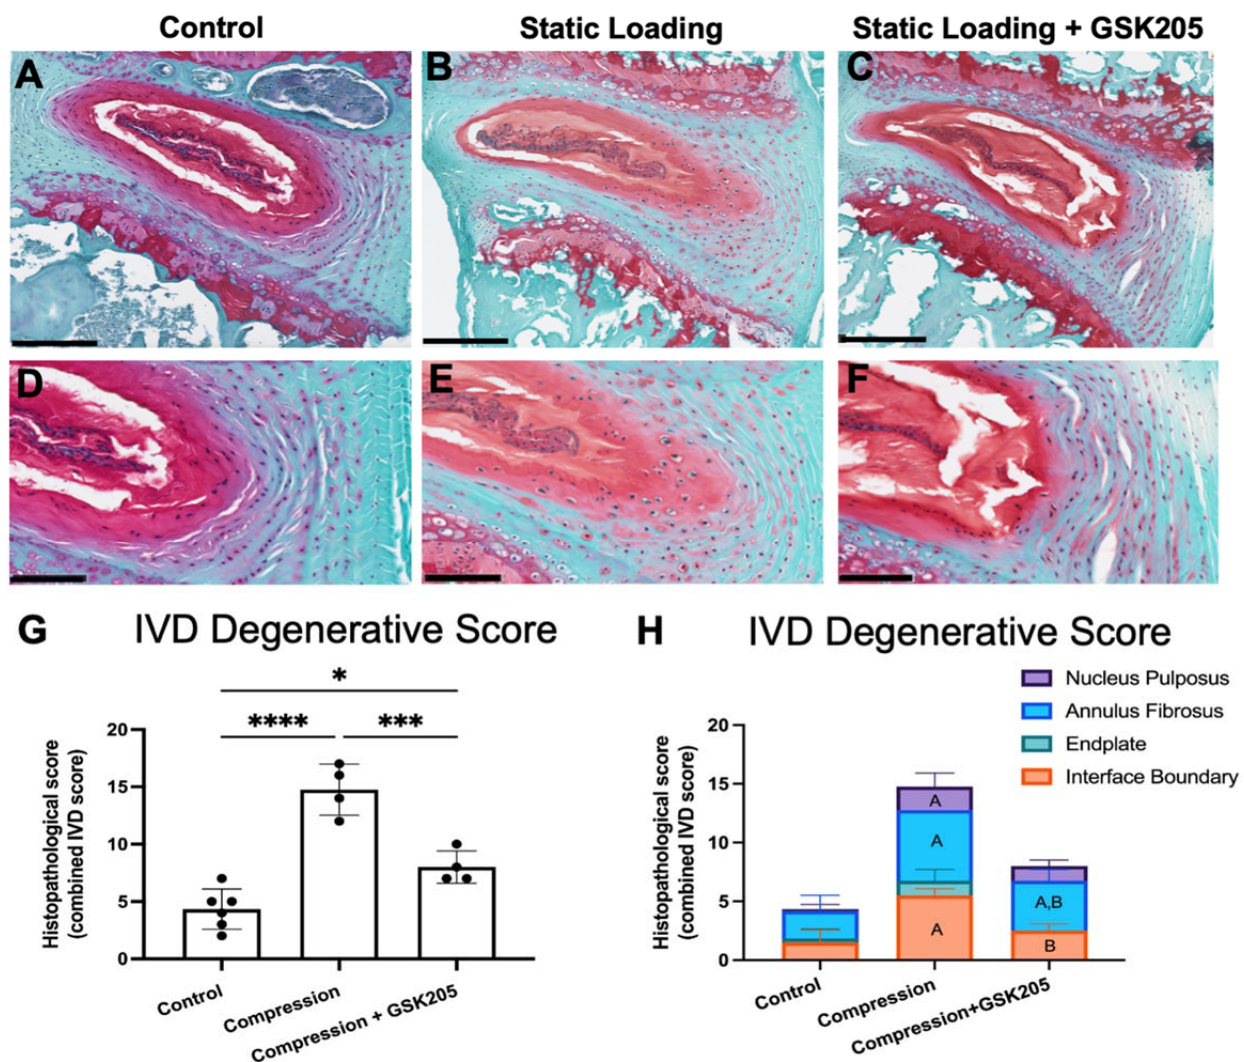 Control
Static Loading
Static Loading + GSK205
A
B
C
D
E
F
G
IVD Degenerative Score
*
****
***
Histopathological score
(combined IVD score)
20
15
10
5
0
Control
Compression
Compression + GSK205
H
IVD Degenerative Score
Nucleus Pulposus
Annulus Fibrosus
Endplate
Interface Boundary
Histopathological score
(combined IVD score)
20
15
10
5
0
A
A
A
A,B
B
Control
Compression
Compression+GSK205